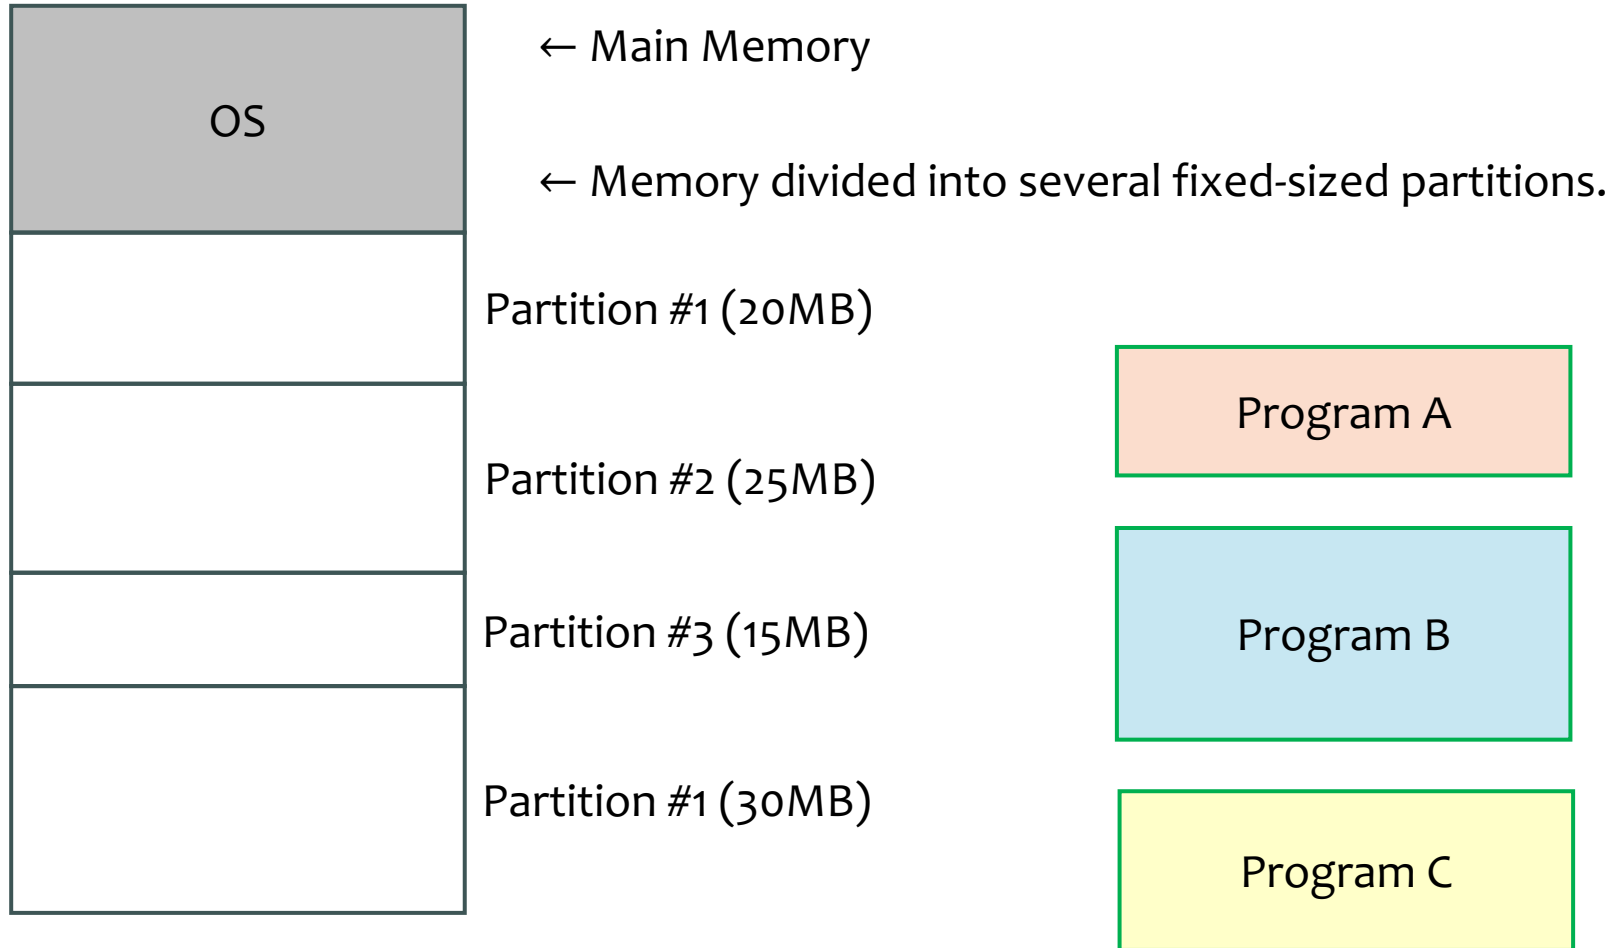 ← Main Memory
OS
← Memory divided into several fixed-sized partitions.
Partition #1 (20MB)
Program A
Partition #2 (25MB)
Partition #3 (15MB)
Program B
Partition #1 (30MB)
Program C